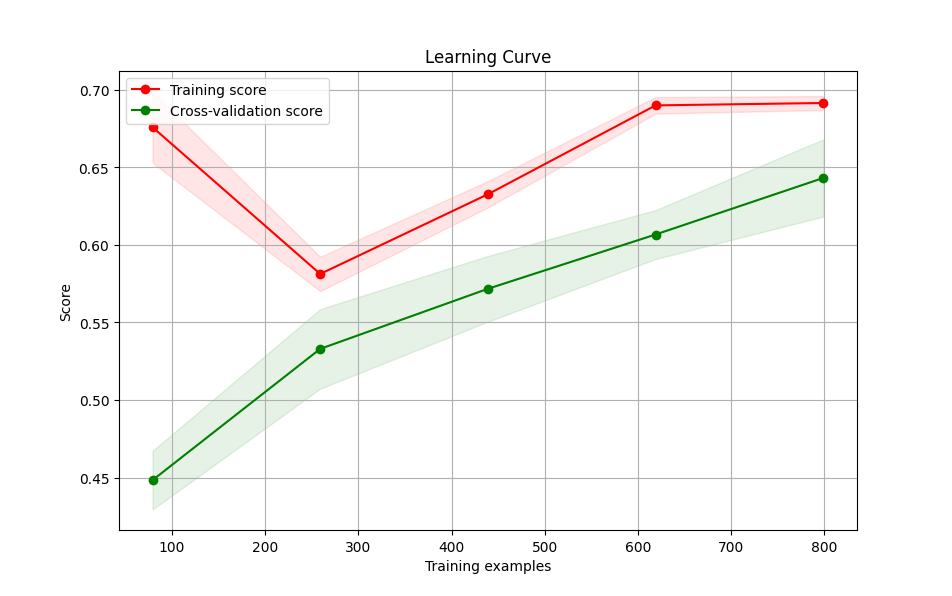 Learning Curve
Training score
Cross-validation score
0.70
0.65
0.60
0.55
0.50
0.45
Score
100 200 300 400 500 600 700 800
Training examples